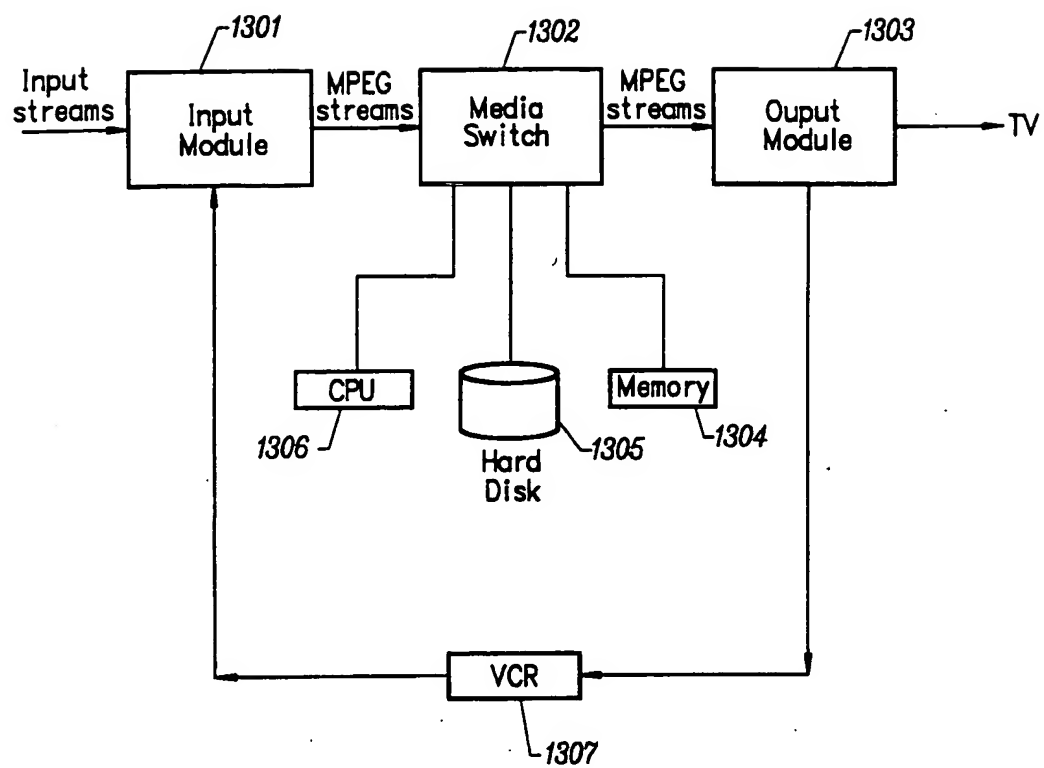 1301
1302
1303
Input
streams
Input
Module
MPEG
streams
Media
Switch
MPEG
streams
Ouput
Module
TV
CPU
1306
Hard
Disk
1305
Memory
1304
VCR
1307